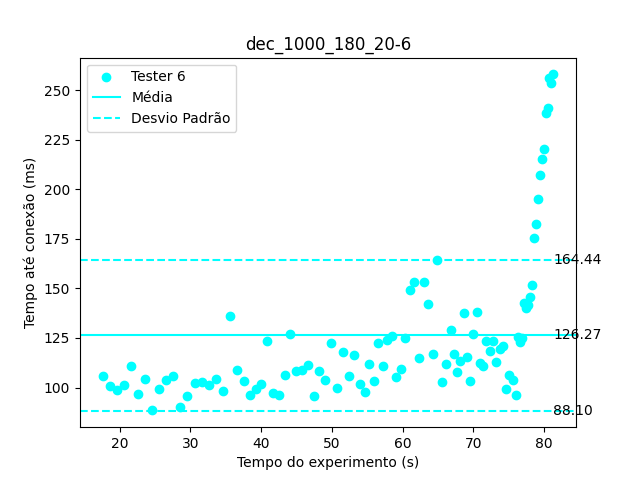 dec_1000_180_20-6
Tester 6
Média
Desvio Padrão
250
225
200
175
150
125
100
Tempo até conexão (ms)
164.44
126.27
88.10
20 30 40 50 60 70 80
Tempo do experimento (s)